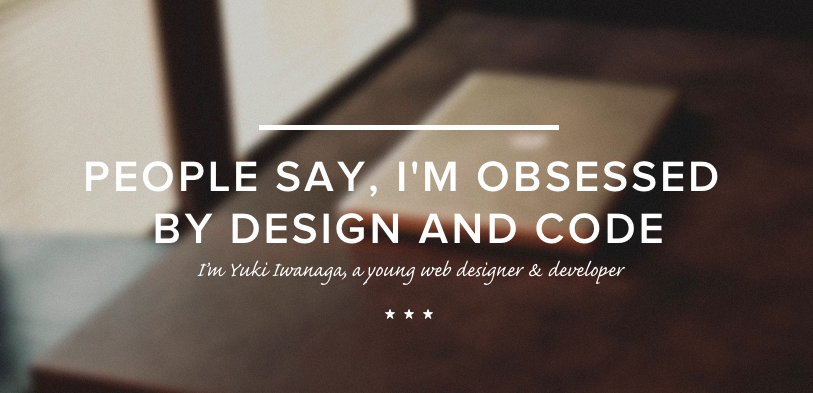 PEOPLE SAY, I'M OBSESSED
BY DESIGN AND CODE
I'm Yuki Iwanaga, a young web designer & developer